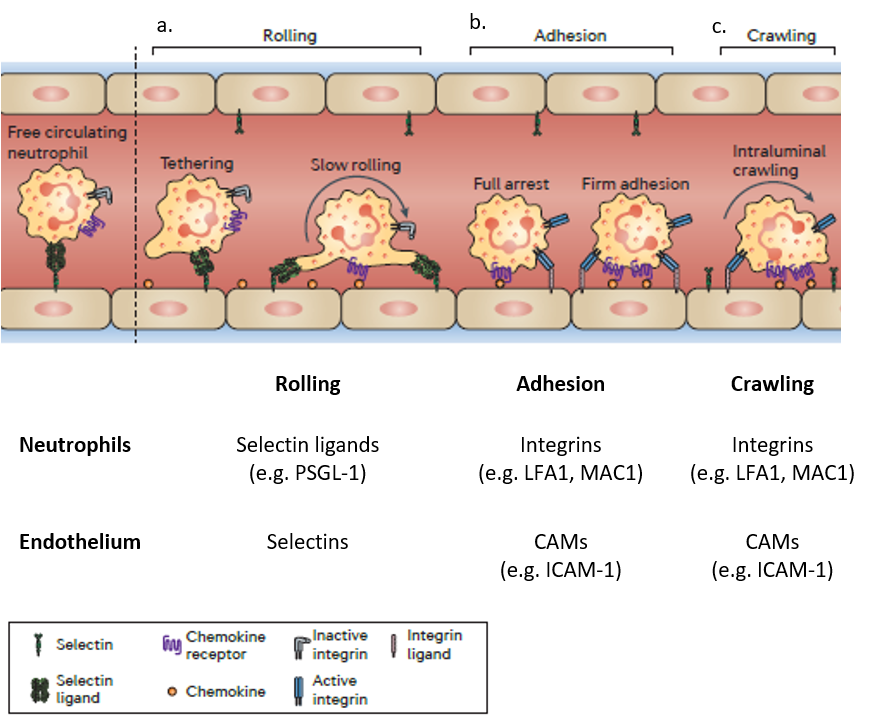 a.
Rolling
b.
Adhesion
c.
Crawling
Free circulating
neutrophil
Tethering
Slow rolling
Full arrest
Firm adhesion
Intraluminal
crawling
Rolling
Adhesion
Crawling
Neutrophils
Selectin ligands
(e.g. PSGL-1)
Integrins
(e.g. LFA1, MAC1)
Integrins
(e.g. LFA1, MAC1)
Endothelium
Selectins
CAMs
(e.g. ICAM-1)
CAMs
(e.g. ICAM-1)
Selectin
Chemokine
receptor
Inactive
integrin
Integrin
ligand
Selectin
ligand
Chemokine
Active
integrin